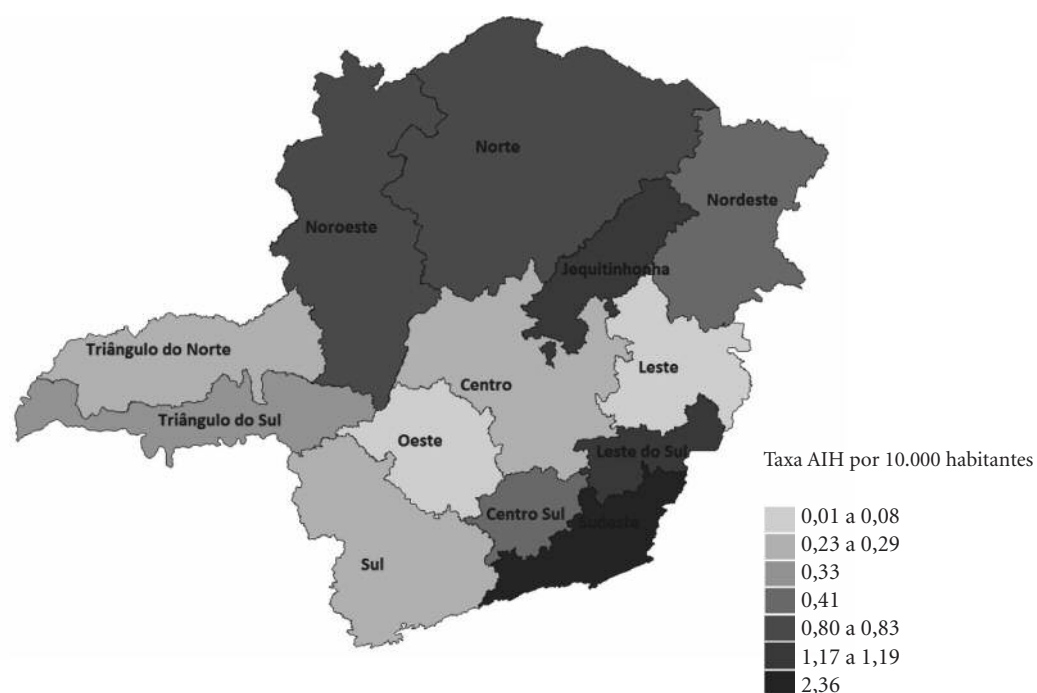 Norte
Nordeste
Noroeste
Jequitinhonha
Triângulo do Norte
Leste
Centro
Triângulo do Sul
Oeste
Leste do Sul
Centro Sul
Sudeste
Sul
Taxa AIH por 10.000 habitantes
0,01 a 0,08
0,23 a 0,29
0,33
0,41
0,80 a 0,83
1,17 a 1,19
2,36